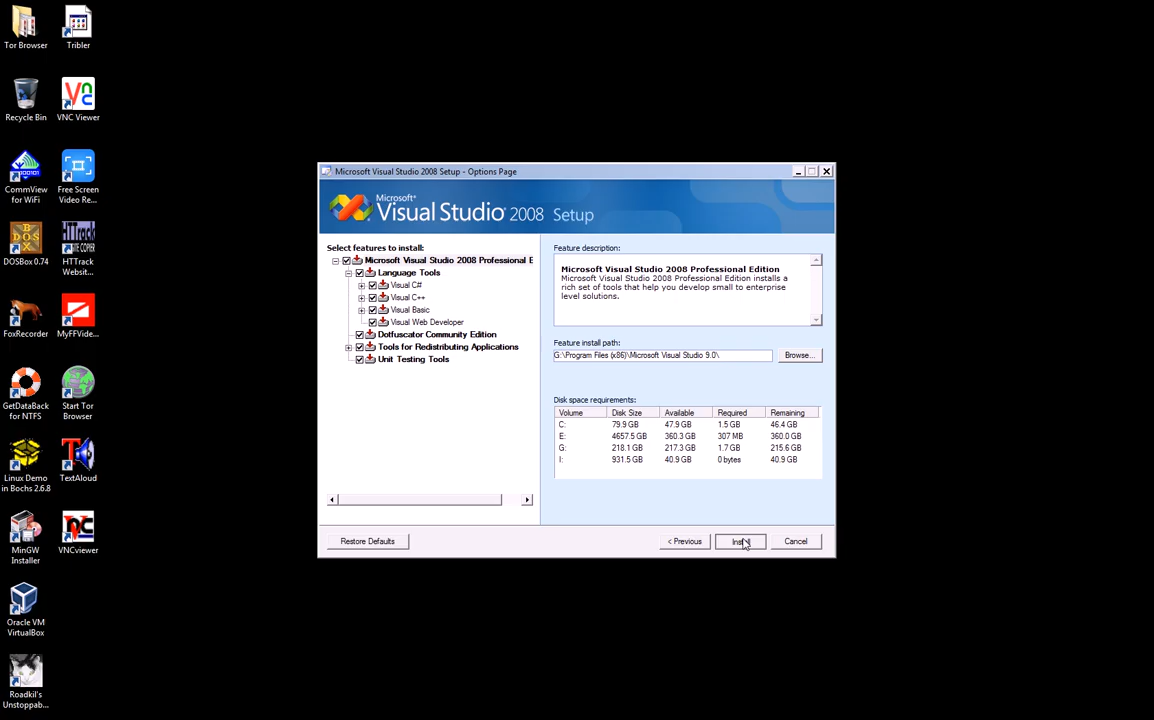 Tor Browser
Tribler
Recycle Bin
VNC Viewer
CommView
for WiFi
Free Screen
Video Re...
DOSBox 0.74
HTTrack
Websit...
FoxRecorder
MyFFVide...
GetDataBack
for NTFS
Start Tor
Browser
Linux Demo
in Bochs 2.6.8
TextAloud
MinGW
Installer
VNCviewer
Oracle VM
VirtualBox
Roadkil's
Unstoppab...
Microsoft Visual Studio 2008 Setup - Options Page
Microsoft®
Visual Studio® 2008 Setup
Select features to install:
Microsoft Visual Studio 2008 Professional E
Language Tools
Visual C#
Visual C++
Visual Basic
Visual Web Developer
Dotfuscator Community Edition
Tools for Redistributing Applications
Unit Testing Tools
Feature description:
Microsoft Visual Studio 2008 Professional Edition
Microsoft Visual Studio 2008 Professional Edition installs a
rich set of tools that help you develop small to enterprise
level solutions.
Feature install path:
G:\Program Files (x86)\Microsoft Visual Studio 9.0\
Browse...
Disk space requirements:
Volume Disk Size Available Required Remaining
C: 79.9 GB 47.9 GB 1.5 GB 46.4 GB
E: 4657.5 GB 360.3 GB 307 MB 360.0 GB
G: 218.1 GB 217.3 GB 1.7 GB 215.6 GB
I: 931.5 GB 40.9 GB 0 bytes 40.9 GB
Restore Defaults
< Previous
Install
Cancel